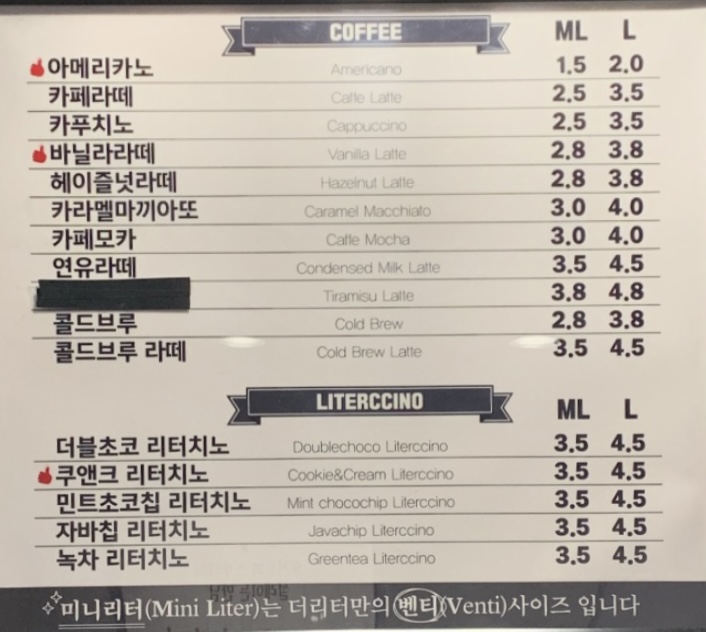 COFFEE ML L
아메리카노 Americano 1.5 2.0
카페라떼 Caffe Latte 2.5 3.5
카푸치노 Cappuccino 2.5 3.5
바닐라라떼 Vanilla Latte 2.8 3.8
헤이즐넛라떼 Hazelnut Latte 2.8 3.8
카라멜마끼아또 Caramel Macchiato 3.0 4.0
카페모카 Caffe Mocha 3.0 4.0
연유라떼 Condensed Milk Latte 3.5 4.5
Tiramisu Latte 3.8 4.8
콜드브루 Cold Brew 2.8 3.8
콜드브루 라떼 Cold Brew Latte 3.5 4.5
LITERCCINO ML L
더블초코 리터치노 Doublechoco Literccino 3.5 4.5
쿠앤크 리터치노 Cookie&Cream Literccino 3.5 4.5
민트초코칩 리터치노 Mint chocochip Literccino 3.5 4.5
자바칩 리터치노 Javachip Literccino 3.5 4.5
녹차 리터치노 Greentea Literccino 3.5 4.5
미니리터(Mini Liter)는 더리터만의 벤티(Venti)사이즈 입니다